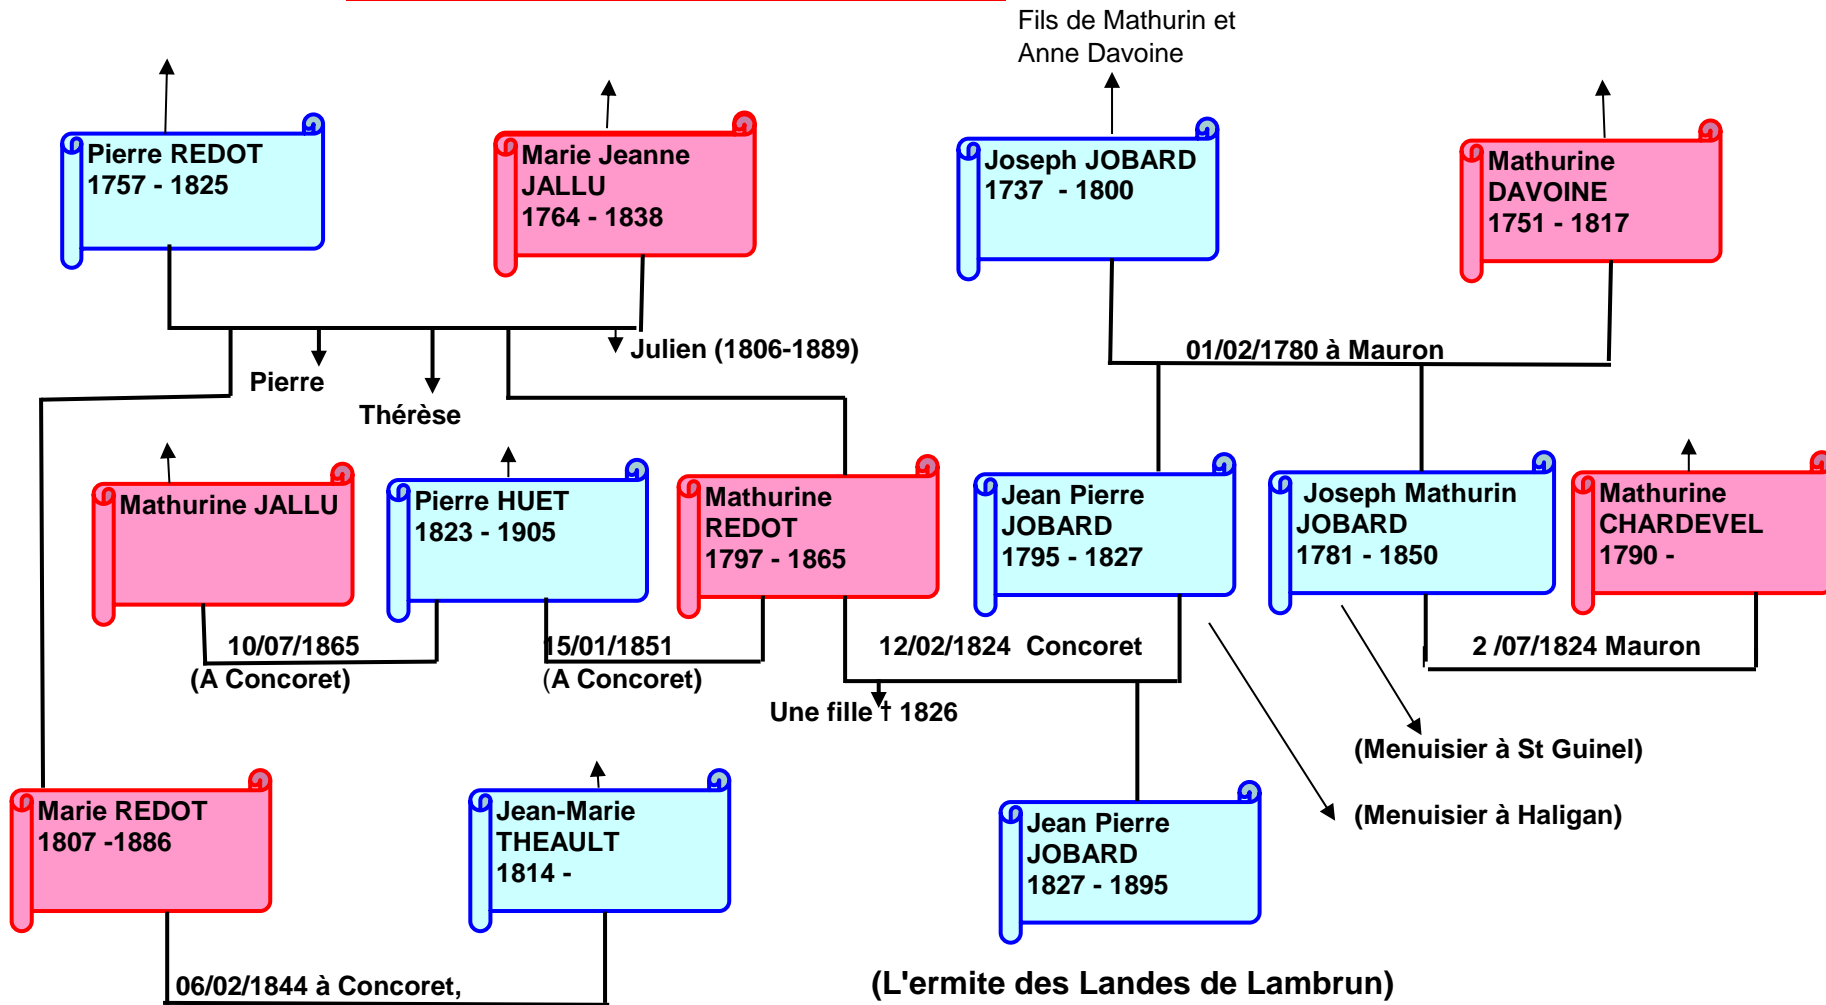 Fils de Mathurin et
Anne Davoine
Pierre REDOT
1757 - 1825
Marie Jeanne
JALLU
1764 - 1838
Joseph JOBARD
1737 - 1800
Mathurine
DAVOINE
1751 - 1817
Julien (1806-1889)
01/02/1780 à Mauron
Pierre
Thérèse
Mathurine JALLU
Pierre HUET
1823 - 1905
Mathurine
REDOT
1797 - 1865
Jean Pierre
JOBARD
1795 - 1827
Joseph Mathurin
JOBARD
1781 - 1850
Mathurine
CHARDEVEL
1790 -
10/07/1865
(A Concoret)
15/01/1851
(A Concoret)
12/02/1824 Concoret
2 /07/1824 Mauron
Une fille † 1826
(Menuisier à St Guinel)
(Menuisier à Haligan)
Marie REDOT
1807 -1886
Jean-Marie
THEAULT
1814 -
Jean Pierre
JOBARD
1827 - 1895
06/02/1844 à Concoret,
(L'ermite des Landes de Lambrun)